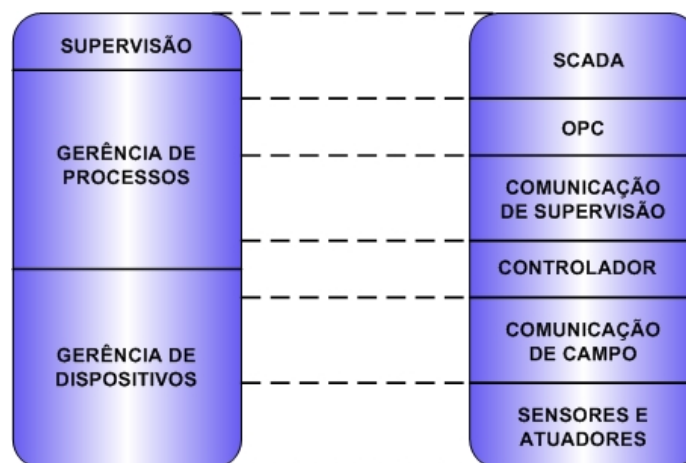 SUPERVISÃO
GERÊNCIA DE
PROCESSOS
GERÊNCIA DE
DISPOSITIVOS
SCADA
OPC
COMUNICAÇÃO
DE SUPERVISÃO
CONTROLADOR
COMUNICAÇÃO
DE CAMPO
SENSORES E
ATUADORES